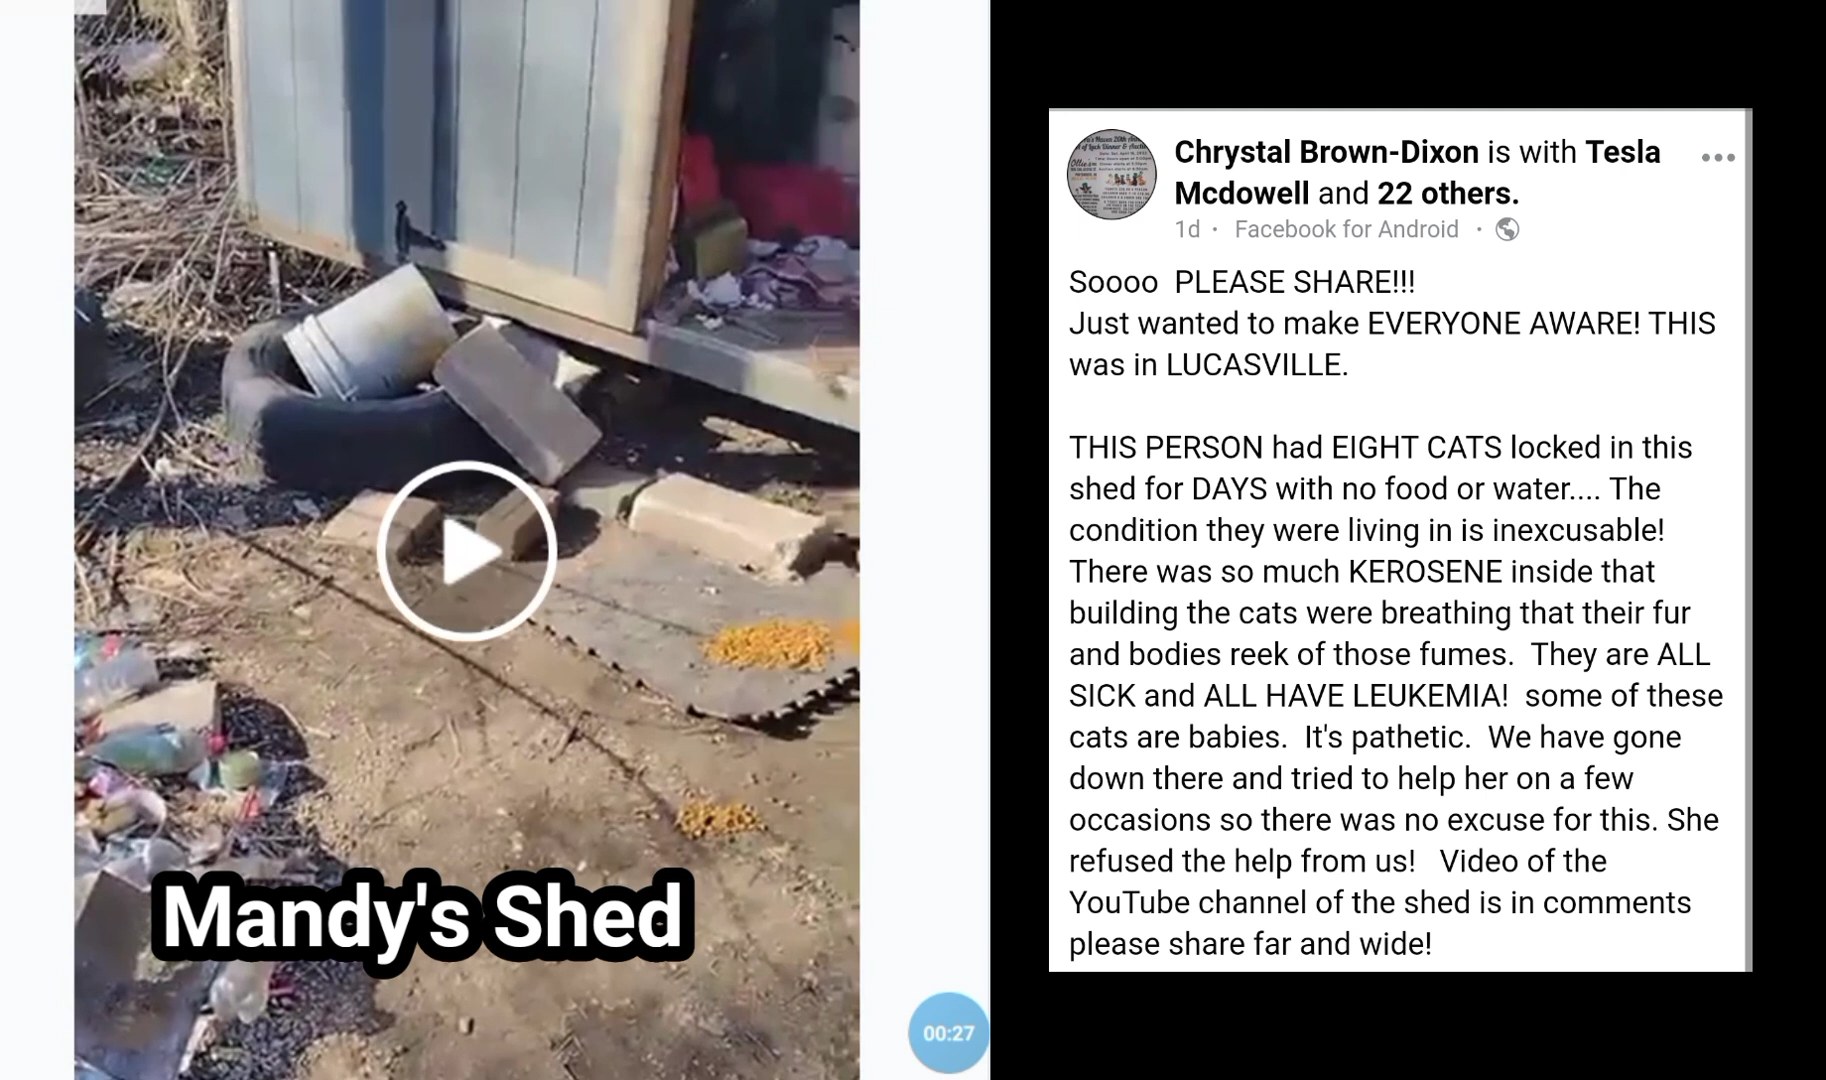 Mandy's Shed
00:27
Chrystal Brown-Dixon is with Tesla
Mcdowell and 22 others.
1d · Facebook for Android ·
Soooo PLEASE SHARE!!!
Just wanted to make EVERYONE AWARE! THIS
was in LUCASVILLE.
THIS PERSON had EIGHT CATS locked in this
shed for DAYS with no food or water.... The
condition they were living in is inexcusable!
There was so much KEROSENE inside that
building the cats were breathing that their fur
and bodies reek of those fumes. They are ALL
SICK and ALL HAVE LEUKEMIA! some of these
cats are babies. It's pathetic. We have gone
down there and tried to help her on a few
occasions so there was no excuse for this. She
refused the help from us! Video of the
YouTube channel of the shed is in comments
please share far and wide!